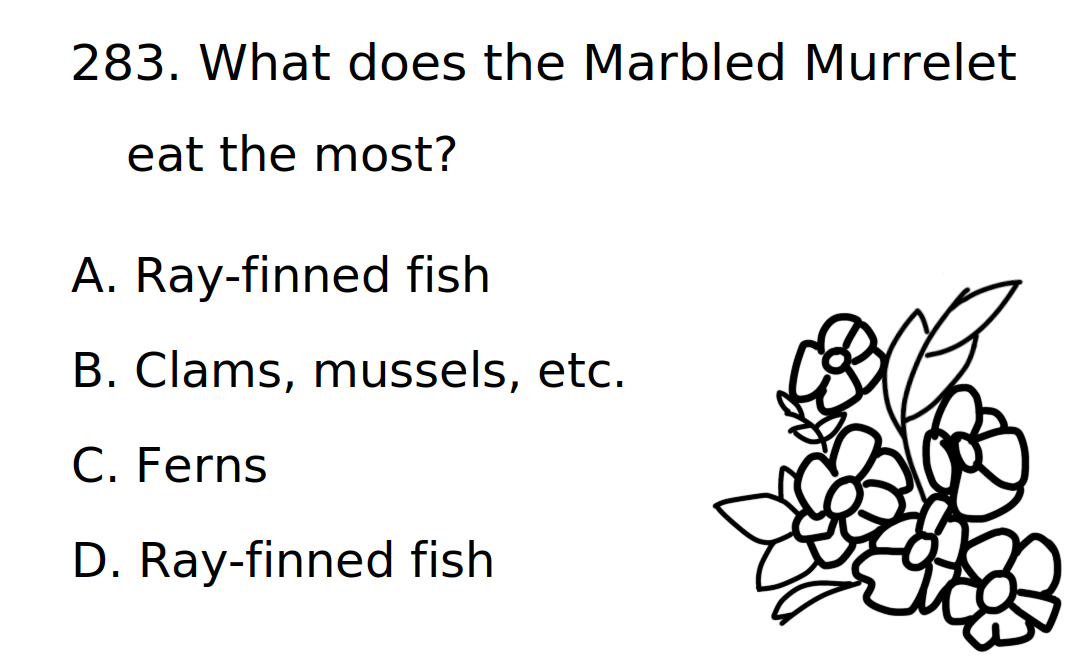 283. What does the Marbled Murrelet
eat the most?
A. Ray-finned fish
B. Clams, mussels, etc.
C. Ferns
D. Ray-finned fish